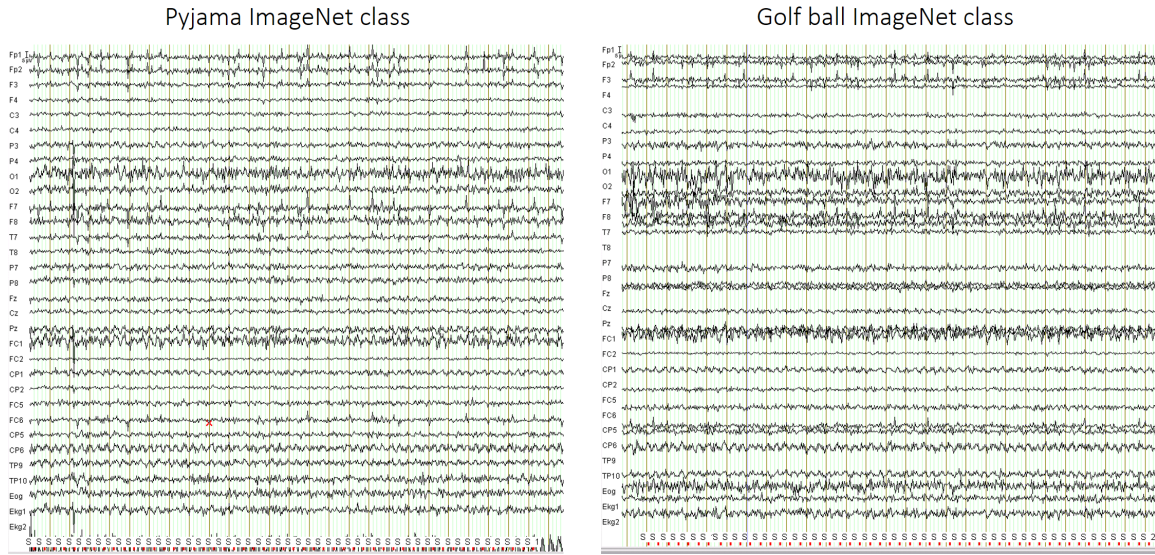 Pyjama ImageNet class
Fp1
Fp2
F3
F4
C3
C4
P3
P4
O1
O2
F7
F8
T7
T8
P7
P8
Fz
Cz
Pz
FC1
FC2
CP1
CP2
FC5
FC6
CP5
CP6
TP9
TP10
Eog
Ekg1
Ekg2
S S S S S S S S S S S S S S S S S S S S S S S S S S S S S S S S S S S S S S S S S S S S S S S S S S S S
Golf ball ImageNet class
Fp1
Fp2
F3
F4
C3
C4
P3
P4
O1
O2
F7
F8
T7
T8
P7
P8
Fz
Cz
Pz
FC1
FC2
CP1
CP2
FC5
FC6
CP5
CP6
TP9
TP10
Eog
Ekg1
Ekg2
S S S S S S S S S S S S S S S S S S S S S S S S S S S S S S S S S S S S S S S S S S S S S S S S S S S 2